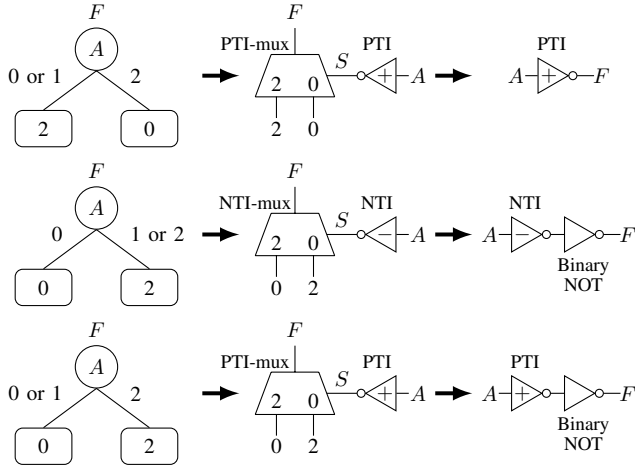 F
A
0 or 1
2
2
0
F
PTI-mux
2 0
2 0
S
PTI
+
A
PTI
A
+
F
F
A
0
1 or 2
0
2
F
NTI-mux
2 0
0 2
S
NTI
−
A
NTI
A
−
F
Binary
NOT
F
A
0 or 1
2
0
2
F
PTI-mux
2 0
0 2
S
PTI
+
A
PTI
A
+
F
Binary
NOT